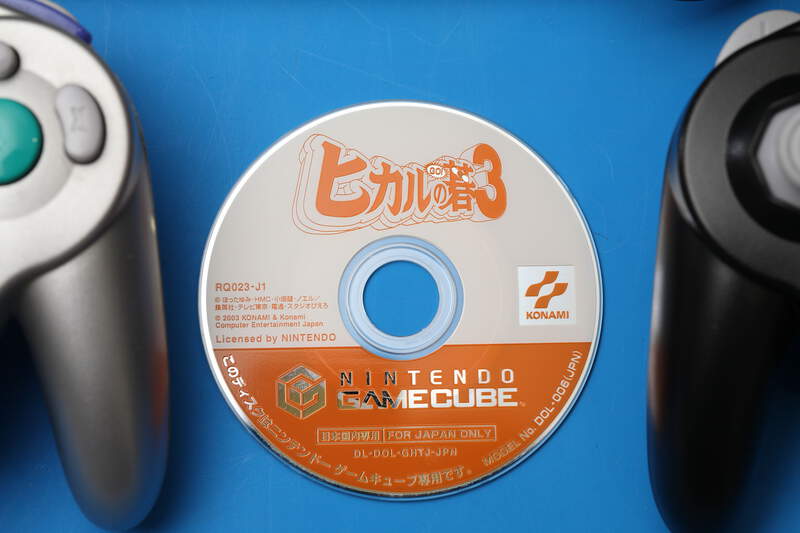 ヒカルの碁3
GO!
RQ023-J1
© ほったゆみ・HMC・小畑健・ノエル/
集英社・テレビ東京・電通・スタジオぴえろ
© 2003 KONAMI & Konami
Computer Entertainment Japan
Licensed by NINTENDO
KONAMI
NINTENDO
GAMECUBE
日本国内専用 FOR JAPAN ONLY
DL-DOL-GHTJ-JPN
このディスクはニンテンドーゲームキューブ専用です。
MODEL No. DOL-006(JPN)